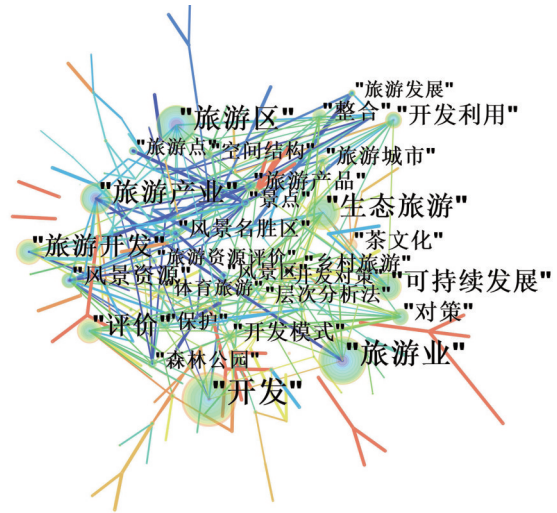 "旅游发展"
"旅游区"
"整合"
"开发利用"
"旅游点"
"空间结构"
"旅游城市"
"旅游产业"
"旅游产品"
"景点"
"生态旅游"
"风景名胜区"
"茶文化"
"旅游开发"
"旅游资源评价"
"乡村旅游"
"风景资源"
"风景区"
"开发对策"
"可持续发展"
"体育旅游"
"层次分析法"
"评价"
"保护"
"开发模式"
"对策"
"森林公园"
"旅游业"
"开发"